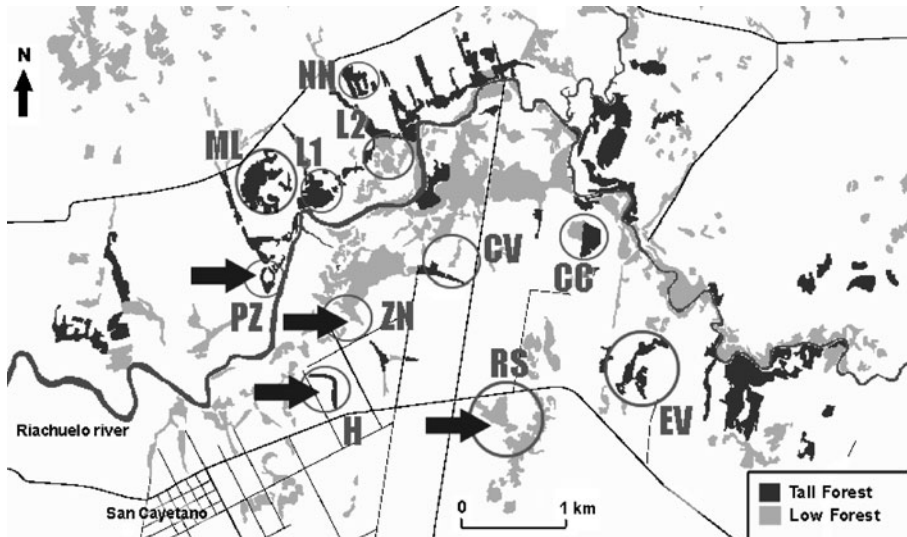 N
NN
L2
ML
L1
CV
CC
PZ
ZN
RS
EV
H
Riachuelo river
San Cayetano
0 1 km
Tall Forest
Low Forest